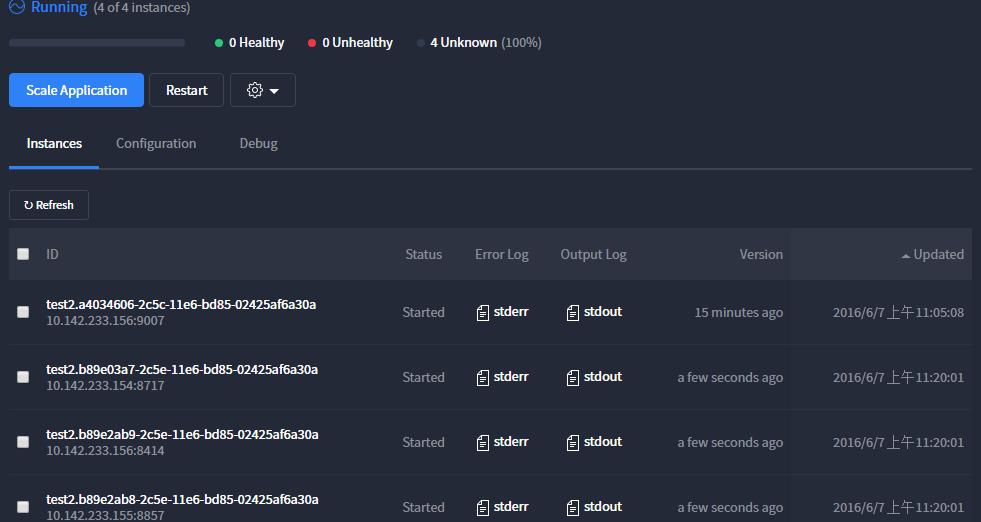 Running (4 of 4 instances)
0 Healthy 0 Unhealthy 4 Unknown (100%)
Scale Application Restart
Instances Configuration Debug
Refresh
ID Status Error Log Output Log Version Updated
test2.a4034606-2c5c-11e6-bd85-02425af6a30a
10.142.233.156:9007
Started stderr stdout 15 minutes ago 2016/6/7 上午11:05:08
test2.b89e03a7-2c5e-11e6-bd85-02425af6a30a
10.142.233.154:8717
Started stderr stdout a few seconds ago 2016/6/7 上午11:20:01
test2.b89e2ab9-2c5e-11e6-bd85-02425af6a30a
10.142.233.156:8414
Started stderr stdout a few seconds ago 2016/6/7 上午11:20:01
test2.b89e2ab8-2c5e-11e6-bd85-02425af6a30a
10.142.233.155:8857
Started stderr stdout a few seconds ago 2016/6/7 上午11:20:01